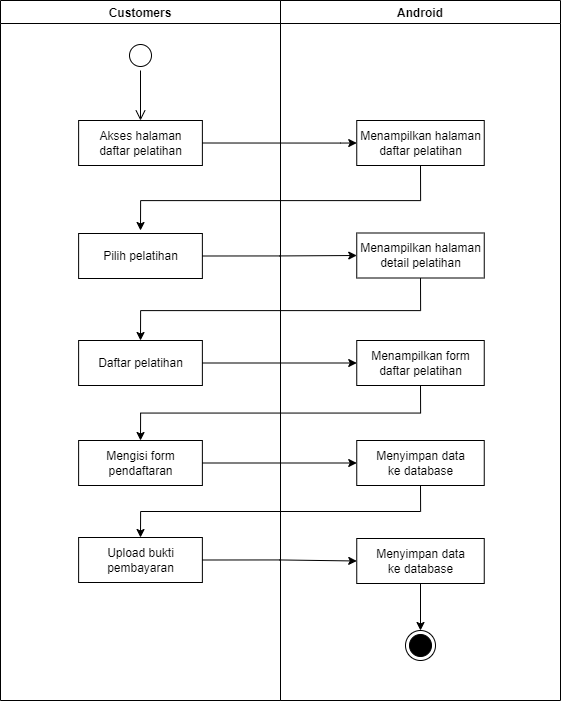 Customers
Android
Akses halaman
daftar pelatihan
Menampilkan halaman
daftar pelatihan
Pilih pelatihan
Menampilkan halaman
detail pelatihan
Daftar pelatihan
Menampilkan form
daftar pelatihan
Mengisi form
pendaftaran
Menyimpan data
ke database
Upload bukti
pembayaran
Menyimpan data
ke database